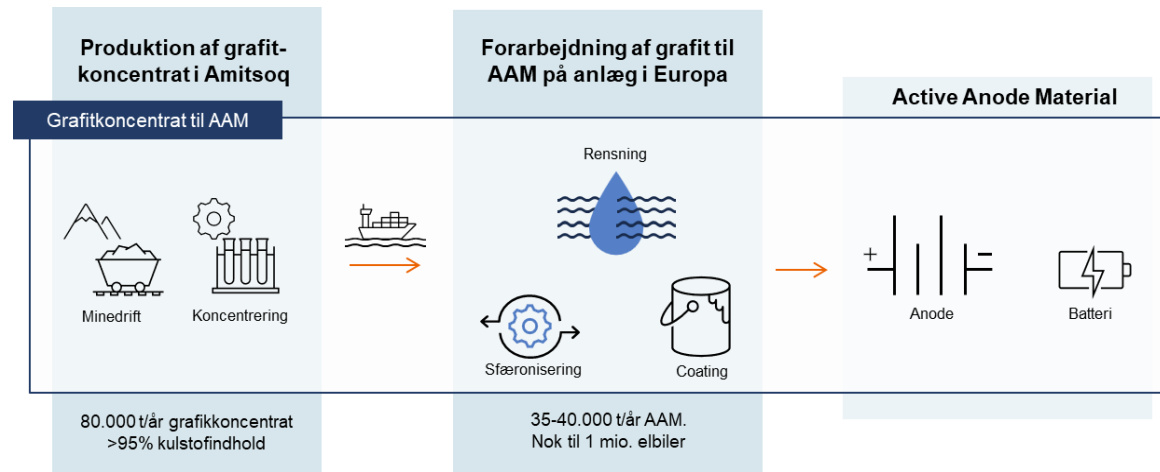 Produktion af grafit-
koncentrat i Amitsoq
Forarbejdning af grafit til
AAM på anlæg i Europa
Active Anode Material
Grafitkoncentrat til AAM
Rensning
Minedrift
Koncentrering
Sfæronisering
Coating
+
Anode
Batteri
80.000 t/år grafikkoncentrat
>95% kulstofindhold
35-40.000 t/år AAM.
Nok til 1 mio. elbiler